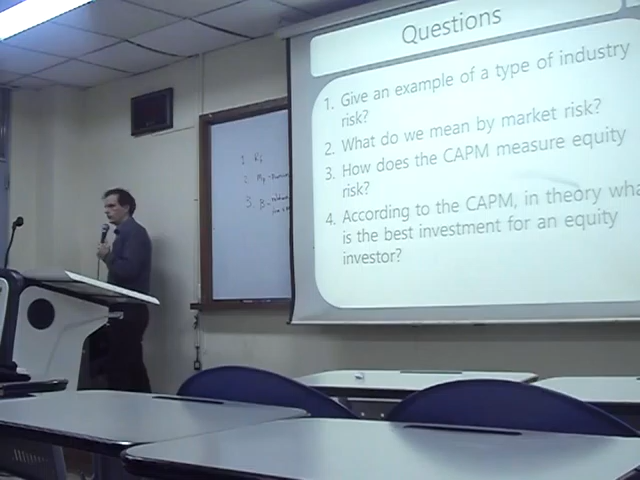 Questions
1. Give an example of a type of industry
risk?
2. What do we mean by market risk?
3. How does the CAPM measure equity
risk?
4. According to the CAPM, in theory wha
is the best investment for an equity
investor?
1. Rf
2.
3. B -